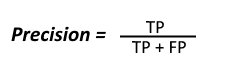 Precision = TP
TP + FP